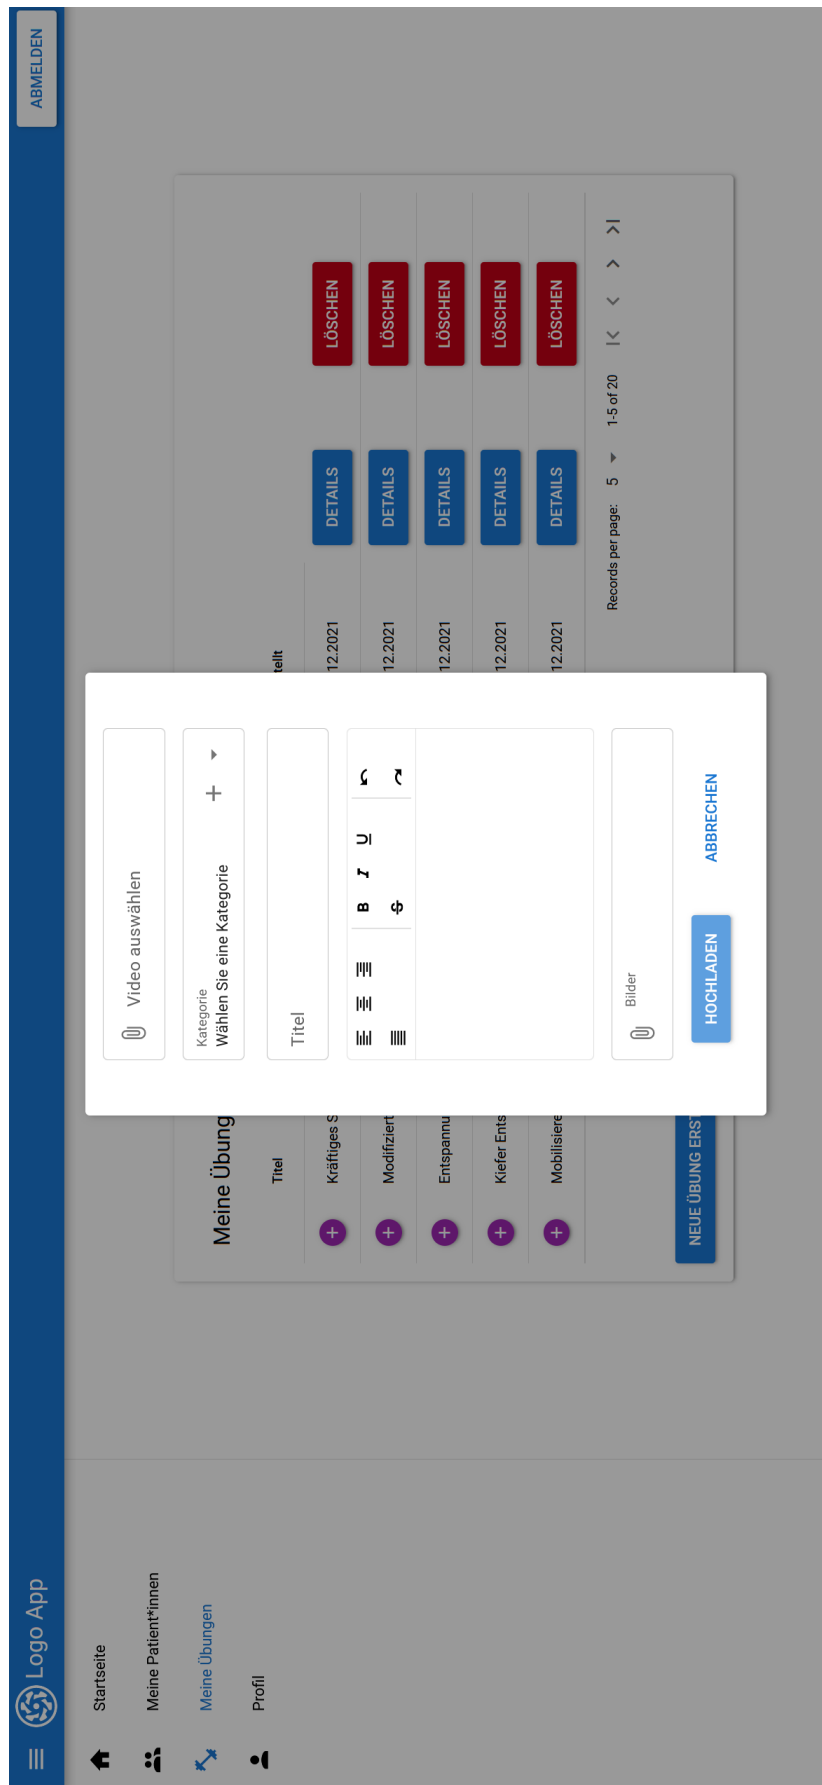 Logo App
ABMELDEN
Startseite
Meine Patient*innen
Meine Übungen
Profil
Meine Übung
Titel
tellt
Kräftiges S
12.2021
DETAILS
LÖSCHEN
Modifiziert
12.2021
DETAILS
LÖSCHEN
Entspannu
12.2021
DETAILS
LÖSCHEN
Kiefer Ents
12.2021
DETAILS
LÖSCHEN
Mobilisiere
12.2021
DETAILS
LÖSCHEN
Records per page: 5 1-5 of 20
NEUE ÜBUNG ERST
Video auswählen
Kategorie
Wählen Sie eine Kategorie
Titel
B I U
S
Bilder
HOCHLADEN ABBRECHEN